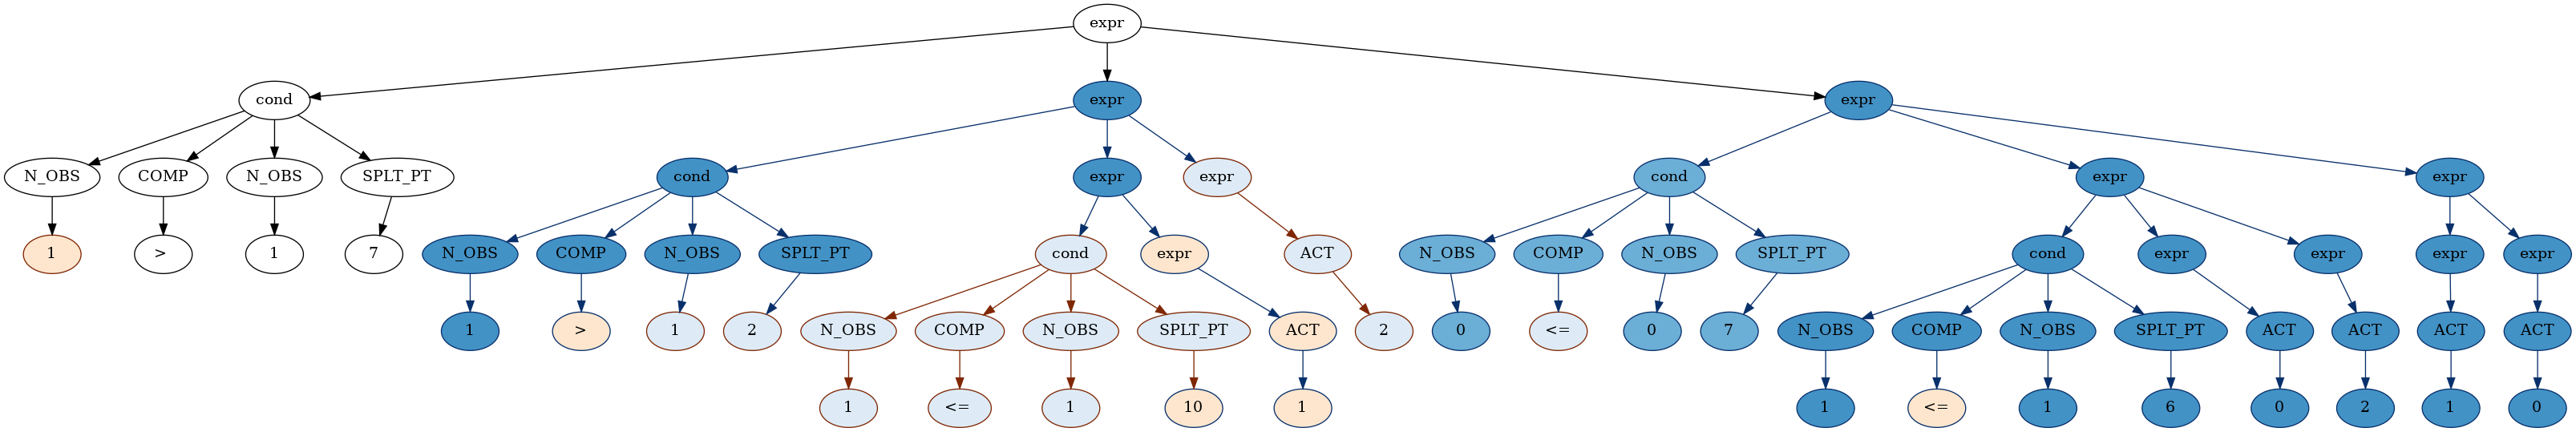 expr
cond expr expr
N_OBS COMP N_OBS SPLT_PT cond expr expr cond expr expr
1 > 1 7 N_OBS COMP N_OBS SPLT_PT cond expr ACT N_OBS COMP N_OBS SPLT_PT cond expr expr expr expr
1 > 1 2 N_OBS COMP N_OBS SPLT_PT ACT 2 0 <= 0 7 N_OBS COMP N_OBS SPLT_PT ACT ACT ACT ACT
1 <= 1 10 1 1 <= 1 6 0 2 1 0